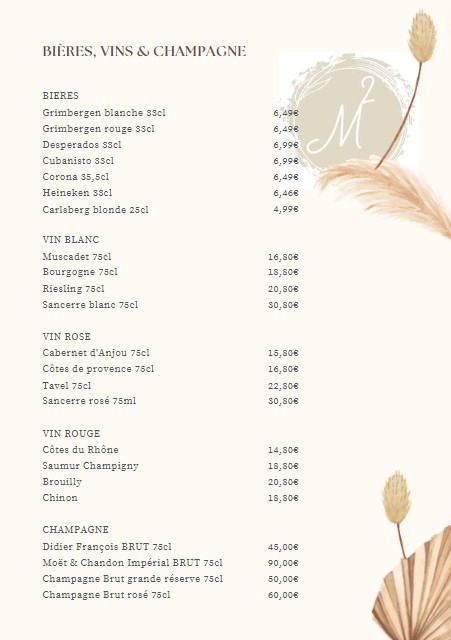 BIÈRES, VINS & CHAMPAGNE
M2
BIERES
Grimbergen blanche 33cl 6,49€
Grimbergen rouge 33cl 6,49€
Desperados 33cl 6,99€
Cubanisto 33cl 6,99€
Corona 35,5cl 6,49€
Heineken 33cl 6,46€
Carlsberg blonde 25cl 4,99€
VIN BLANC
Muscadet 75cl 16,80€
Bourgogne 75cl 18,80€
Riesling 75cl 20,80€
Sancerre blanc 75cl 30,80€
VIN ROSE
Cabernet d'Anjou 75cl 15,80€
Côtes de provence 75cl 16,80€
Tavel 75cl 22,80€
Sancerre rosé 75ml 30,80€
VIN ROUGE
Côtes du Rhône 14,80€
Saumur Champigny 18,80€
Brouilly 20,80€
Chinon 18,80€
CHAMPAGNE
Didier François BRUT 75cl 45,00€
Moët & Chandon Impérial BRUT 75cl 90,00€
Champagne Brut grande réserve 75cl 50,00€
Champagne Brut rosé 75cl 60,00€